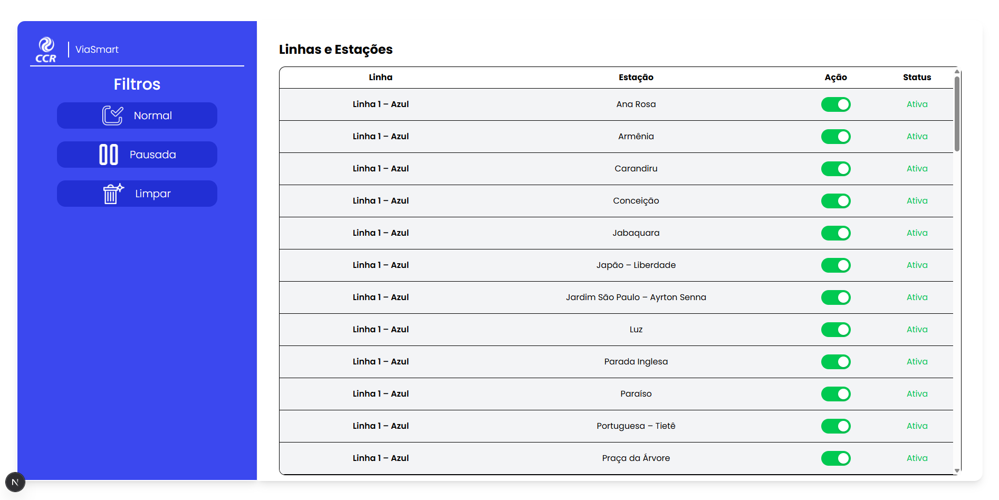 CCR
ViaSmart
Filtros
Normal
Pausada
Limpar
Linhas e Estações
Linha Estação Ação Status
Linha 1 – Azul Ana Rosa Ativa
Linha 1 – Azul Armênia Ativa
Linha 1 – Azul Carandiru Ativa
Linha 1 – Azul Conceição Ativa
Linha 1 – Azul Jabaquara Ativa
Linha 1 – Azul Japão – Liberdade Ativa
Linha 1 – Azul Jardim São Paulo – Ayrton Senna Ativa
Linha 1 – Azul Luz Ativa
Linha 1 – Azul Parada Inglesa Ativa
Linha 1 – Azul Paraíso Ativa
Linha 1 – Azul Portuguesa – Tietê Ativa
Linha 1 – Azul Praça da Árvore Ativa
N